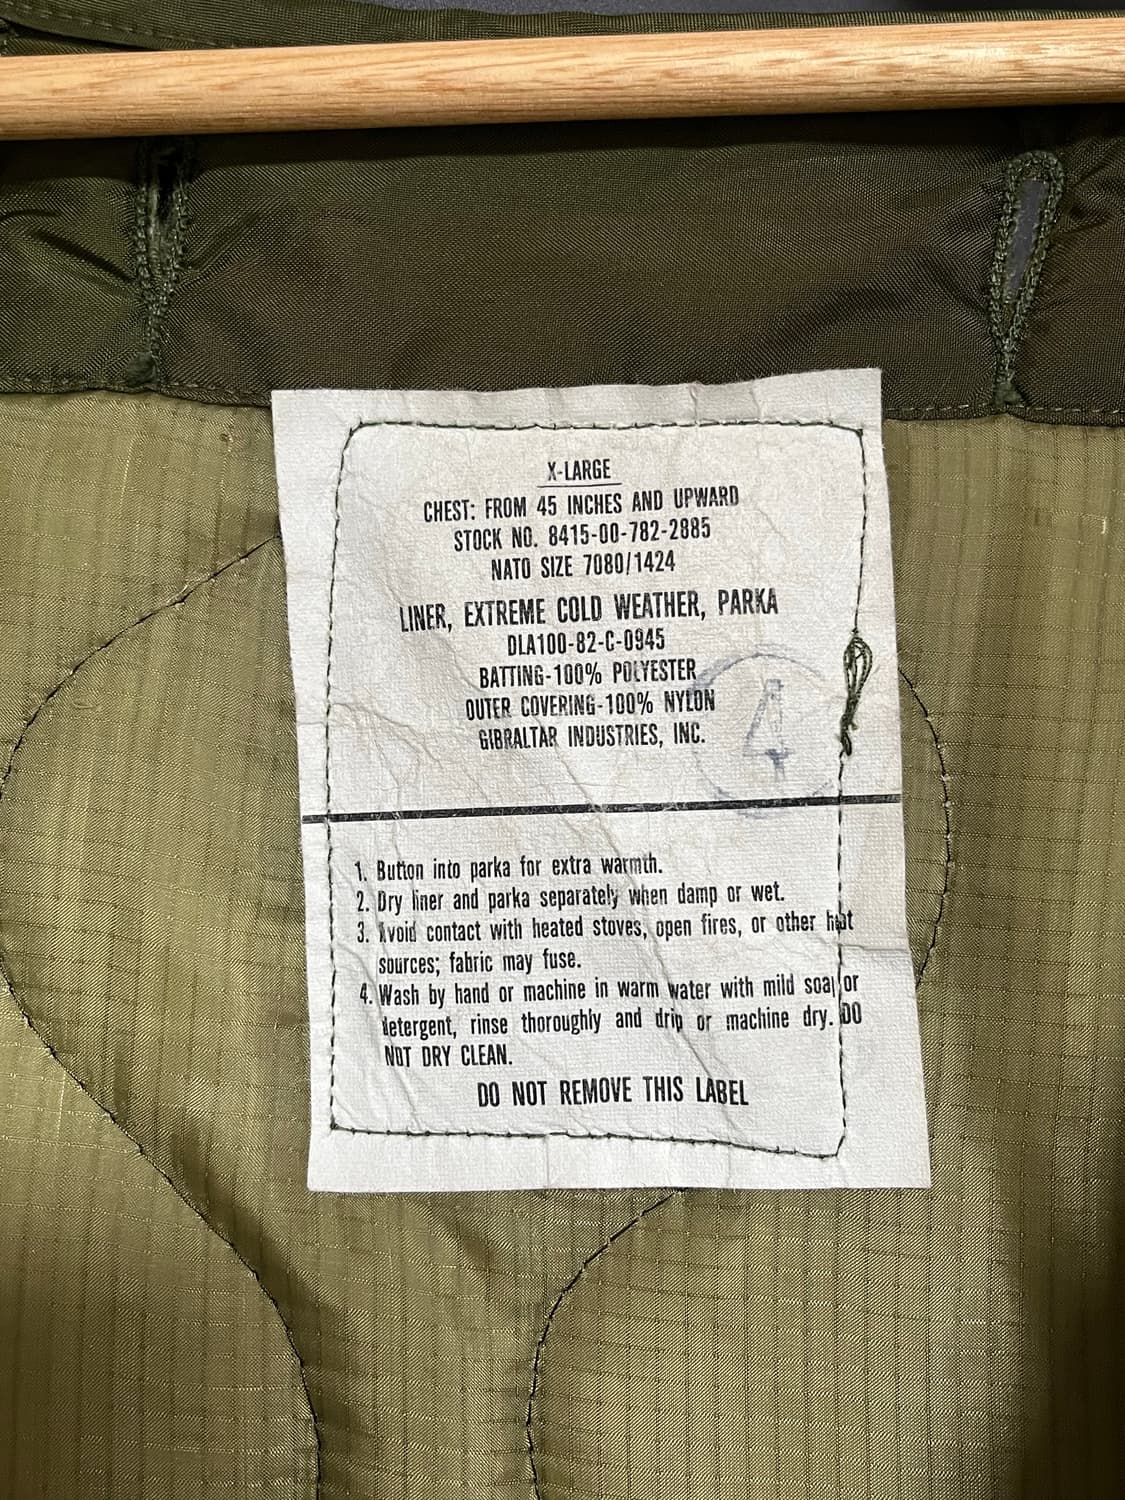 X-LARGE
CHEST: FROM 45 INCHES AND UPWARD
STOCK NO. 8415-00-782-2885
NATO SIZE 7080/1424
LINER, EXTREME COLD WEATHER, PARKA
DLA100-82-C-0945
BATTING-100% POLYESTER
OUTER COVERING-100% NYLON
GIBRALTAR INDUSTRIES, INC.
4
1. Button into parka for extra warmth.
2. Dry liner and parka separately when damp or wet.
3. Avoid contact with heated stoves, open fires, or other heat
sources; fabric may fuse.
4. Wash by hand or machine in warm water with mild soap or
detergent, rinse thoroughly and drip or machine dry. DO
NOT DRY CLEAN.
DO NOT REMOVE THIS LABEL